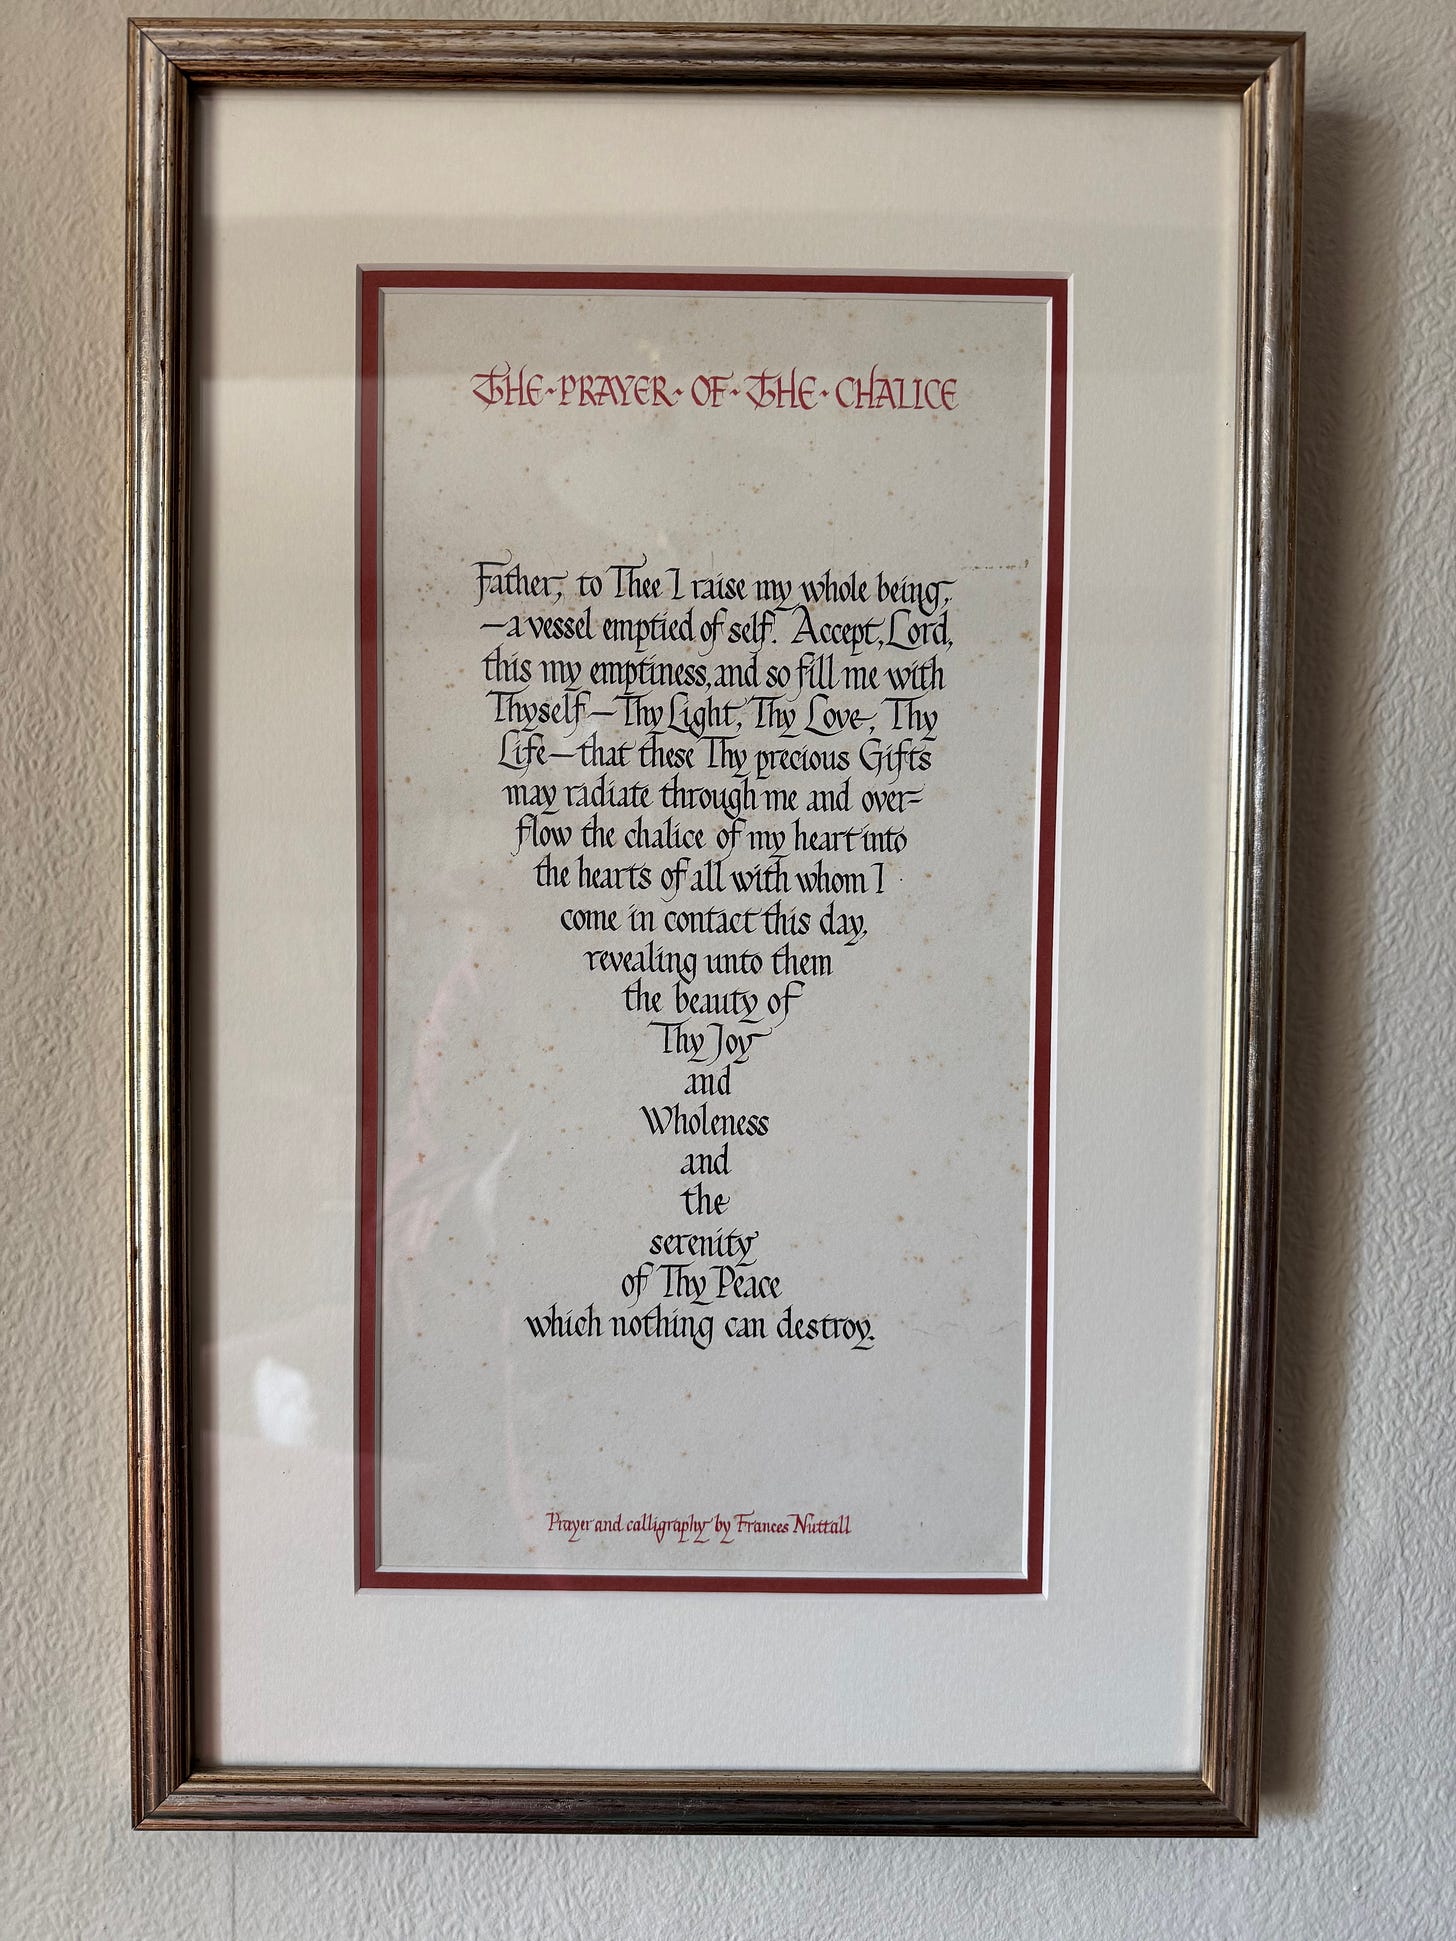 THE · PRAYER · OF · THE · CHALICE
Father, to Thee I raise my whole being,
—a vessel emptied of self. Accept, Lord,
this my emptiness, and so fill me with
Thyself—Thy Light, Thy Love, Thy
Life—that these Thy precious Gifts
may radiate through me and over=
flow the chalice of my heart into
the hearts of all with whom I
come in contact this day,
revealing unto them
the beauty of
Thy Joy
and
Wholeness
and
the
serenity
of Thy Peace
which nothing can destroy.
Prayer and calligraphy by Frances Nuttall